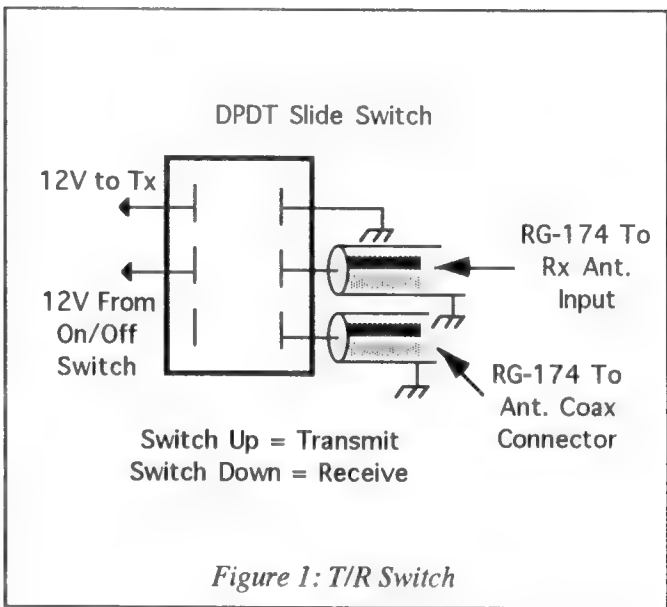 DPDT Slide Switch
12V to Tx
12V From
On/Off
Switch
RG-174 To
Rx Ant.
Input
RG-174 To
Ant. Coax
Connector
Switch Up = Transmit
Switch Down = Receive
Figure 1: T/R Switch